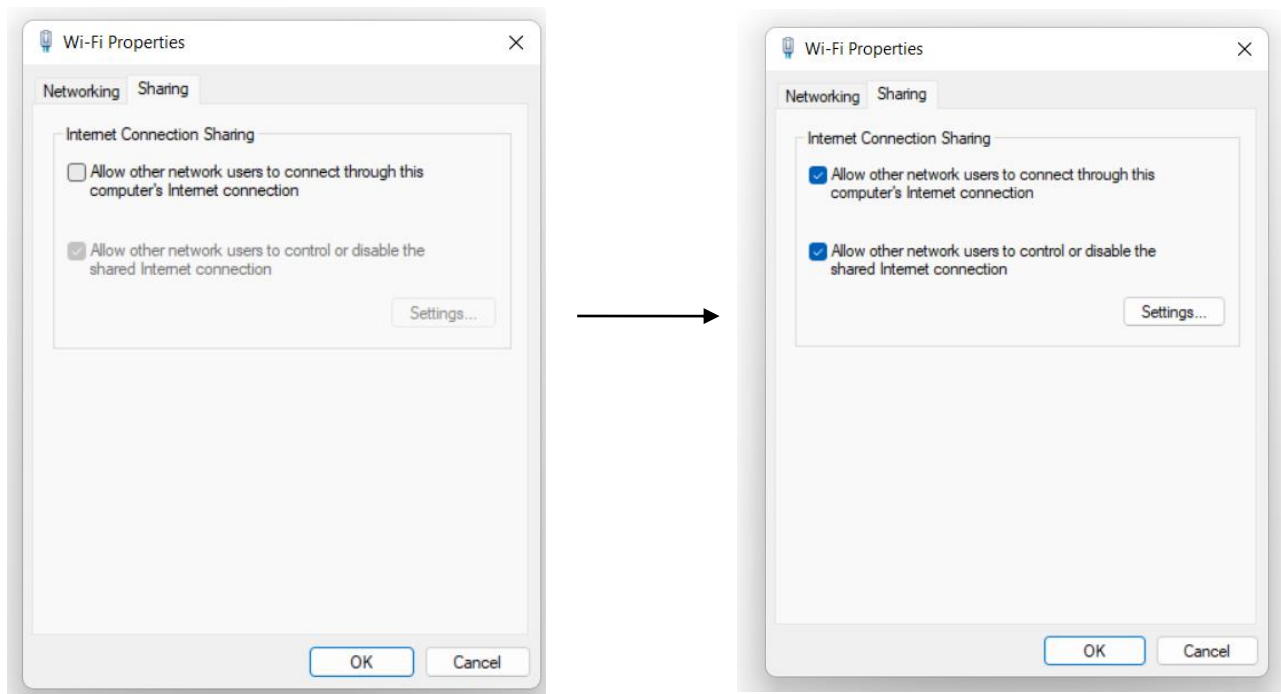 Wi-Fi Properties
Networking Sharing
Internet Connection Sharing
Allow other network users to connect through this
computer's Internet connection
Allow other network users to control or disable the
shared Internet connection
Settings...
OK Cancel
Wi-Fi Properties
Networking Sharing
Internet Connection Sharing
Allow other network users to connect through this
computer's Internet connection
Allow other network users to control or disable the
shared Internet connection
Settings...
OK Cancel